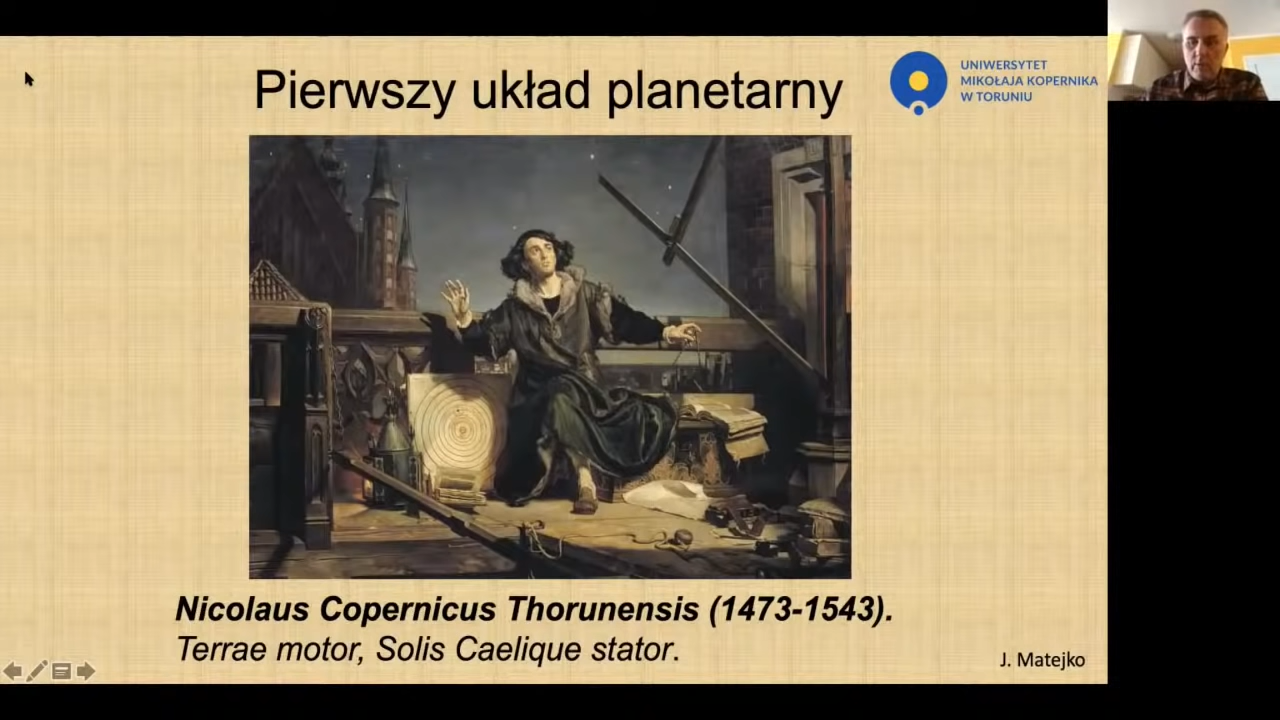 Pierwszy układ planetarny
UNIWERSYTET
MIKOŁAJA KOPERNIKA
W TORUNIU
Nicolaus Copernicus Thorunensis (1473-1543).
Terrae motor, Solis Caelique stator.
J. Matejko